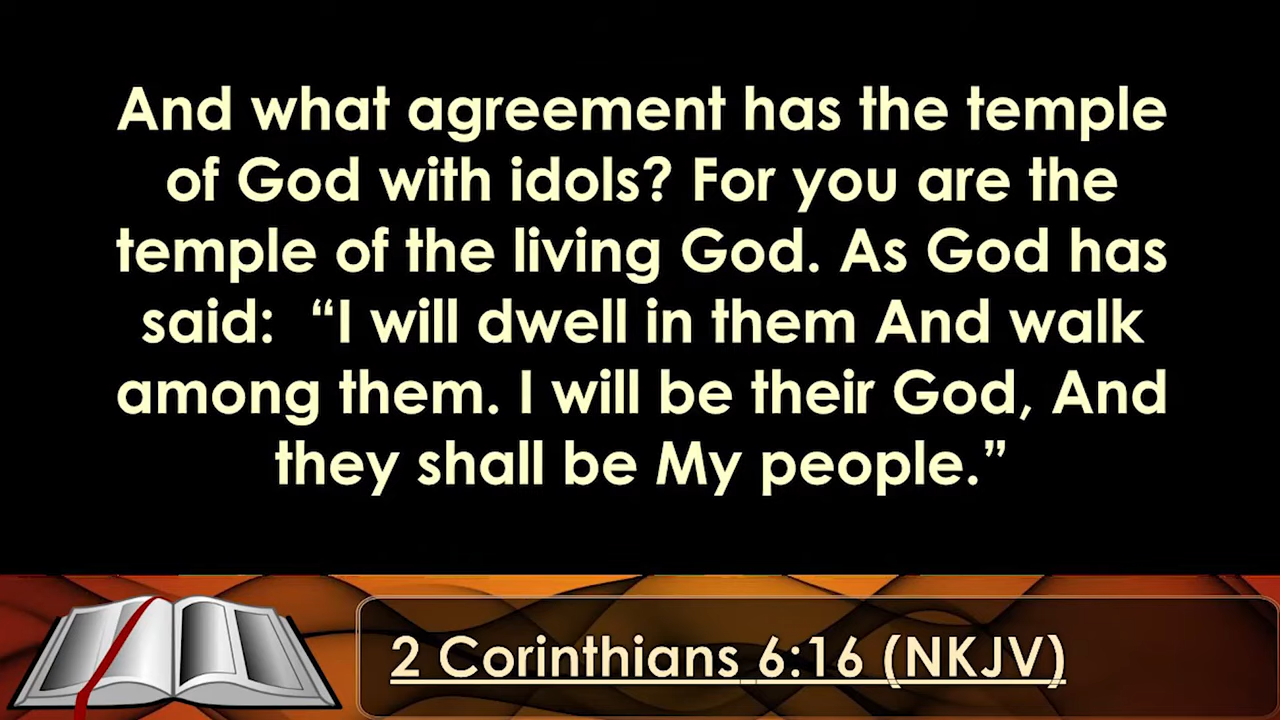 And what agreement has the temple
of God with idols? For you are the
temple of the living God. As God has
said:  “I will dwell in them And walk
among them. I will be their God, And
they shall be My people.”
2 Corinthians 6:16 (NKJV)